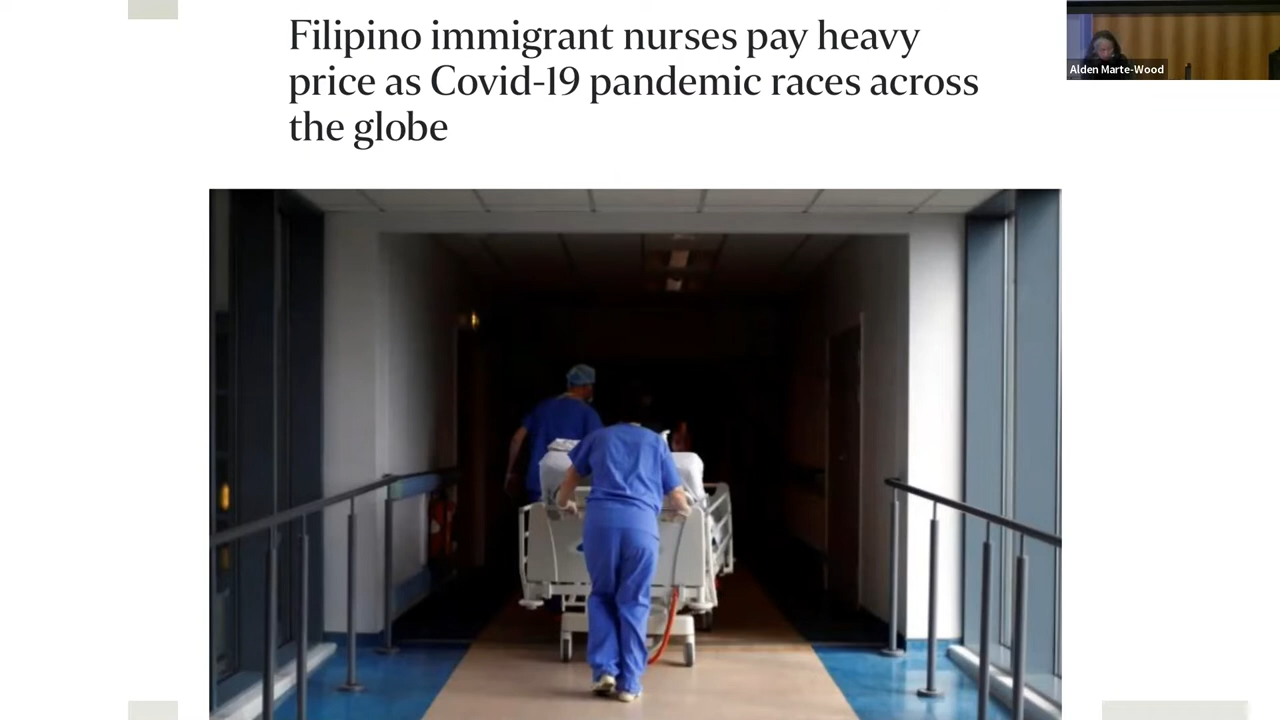 Filipino immigrant nurses pay heavy
price as Covid-19 pandemic races across
the globe
Alden Marte-Wood